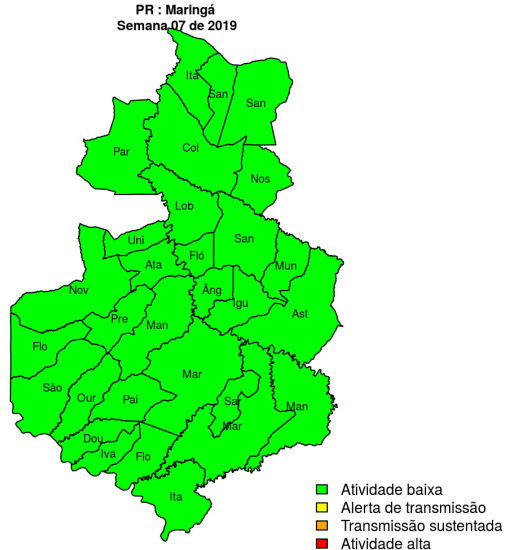 PR : Maringá
Semana 07 de 2019
Ita
San
San
Par
Col
Nos
Lob
Uni
San
Fló
Ata
Mun
Nov
Âng
Igu
Ast
Pre
Man
Flo
Mar
São
Our
Pai
Sar
Man
Mar
Dou
Iva
Flo
Ita
Atividade baixa
Alerta de transmissão
Transmissão sustentada
Atividade alta